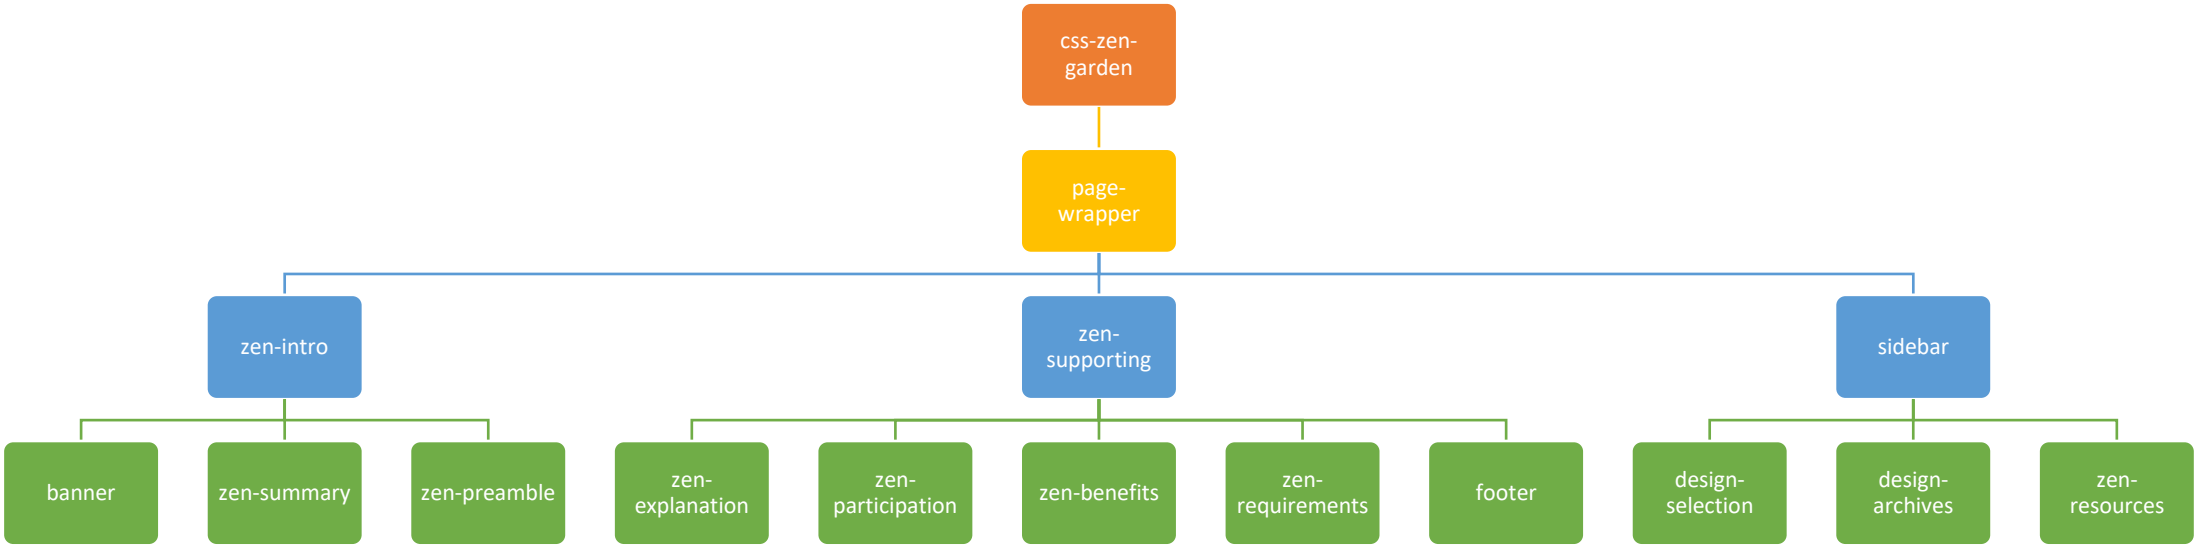 css-zen-
garden
page-
wrapper
zen-intro
zen-
supporting
sidebar
banner
zen-summary
zen-preamble
zen-
explanation
zen-
participation
zen-benefits
zen-
requirements
footer
design-
selection
design-
archives
zen-
resources